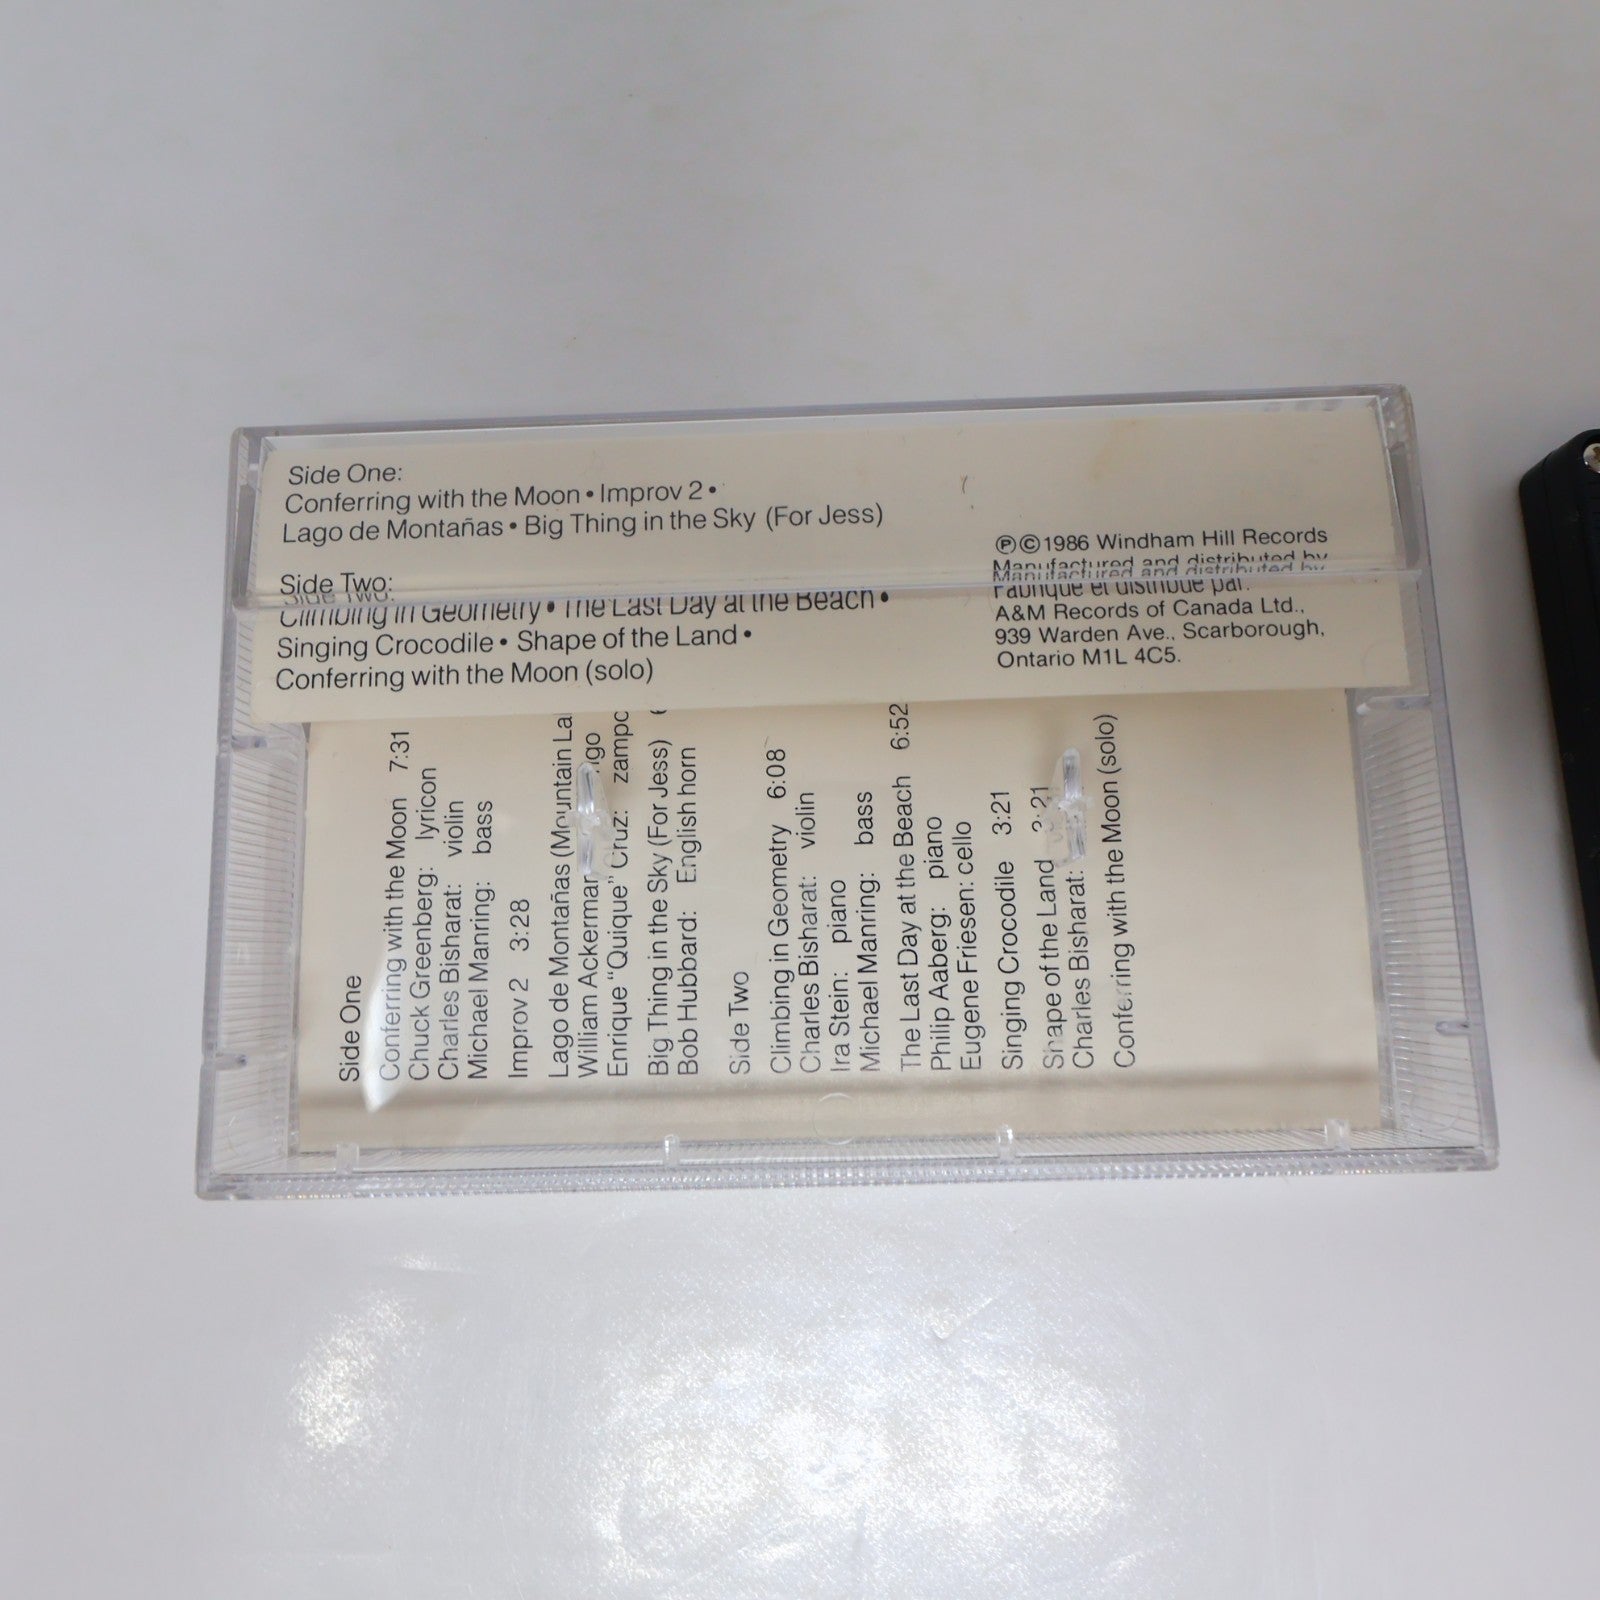 Side One:
Conferring with the Moon • Improv 2 •
Lago de Montañas • Big Thing in the Sky (For Jess)
Side Two:
Climbing in Geometry • The Last Day at the Beach •
Singing Crocodile • Shape of the Land •
Conferring with the Moon (solo)
℗©1986 Windham Hill Records
Manufactured and distributed by
Fabriqué et distribué par:
A&M Records of Canada Ltd.,
939 Warden Ave., Scarborough,
Ontario M1L 4C5.
Side One
Conferring with the Moon 7:31
Chuck Greenberg: lyricon
Charles Bisharat: violin
Michael Manring: bass
Improv 2 3:28
Lago de Montañas (Mountain
William Ackerman
Enrique "Quique" Cruz:
Big Thing in the Sky (For Jess)
Bob Hubbard: English horn
Side Two
Climbing in Geometry 6:08
Charles Bisharat: violin
Ira Stein: piano
Michael Manring: bass
The Last Day at the Beach 6:52
Philip Aaberg: piano
Eugene Friesen: cello
Singing Crocodile 3:21
Shape of the Land
Charles Bisharat:
Conferring with the Moon (solo)